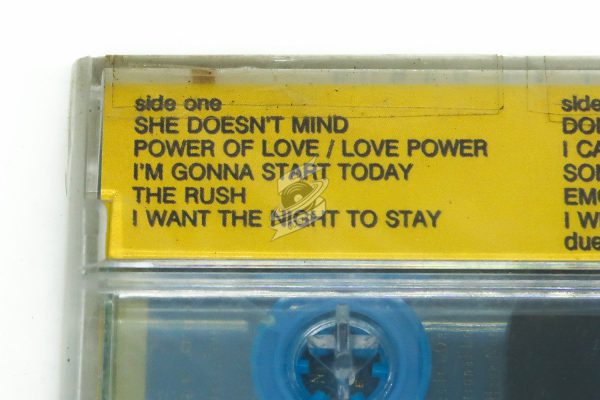 side one
SHE DOESN'T MIND
POWER OF LOVE / LOVE POWER
I'M GONNA START TODAY
THE RUSH
I WANT THE NIGHT TO STAY
side
I
I